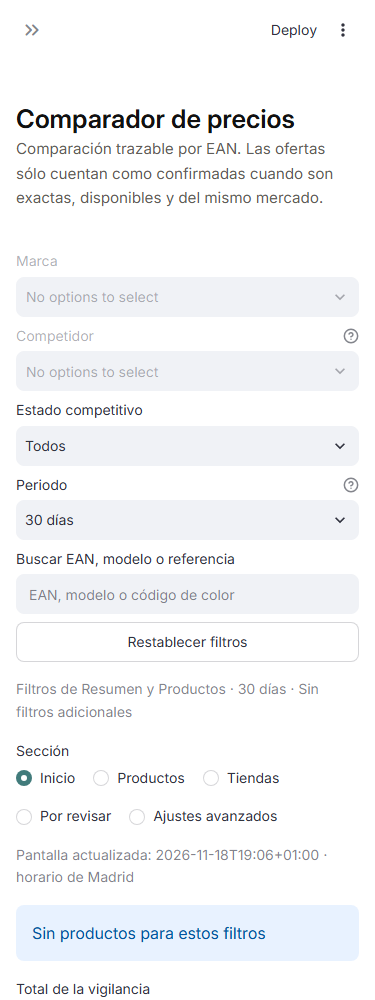 Deploy
Comparador de precios
Comparación trazable por EAN. Las ofertas
sólo cuentan como confirmadas cuando son
exactas, disponibles y del mismo mercado.
Marca
No options to select
Competidor
No options to select
Estado competitivo
Todos
Periodo
30 días
Buscar EAN, modelo o referencia
EAN, modelo o código de color
Restablecer filtros
Filtros de Resumen y Productos · 30 días · Sin
filtros adicionales
Sección
Inicio Productos Tiendas
Por revisar Ajustes avanzados
Pantalla actualizada: 2026-11-18T19:06+01:00 ·
horario de Madrid
Sin productos para estos filtros
Total de la vigilancia